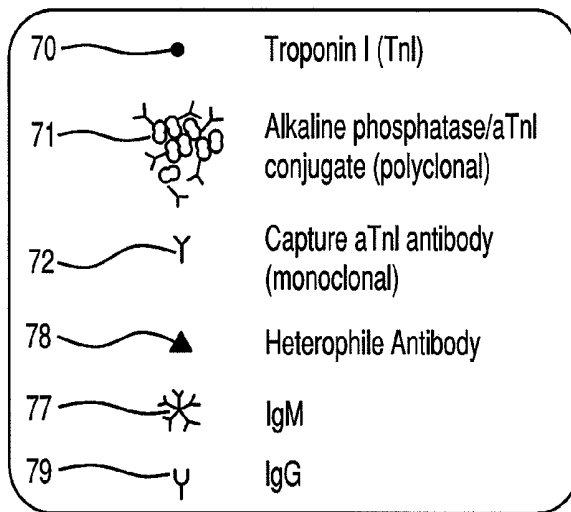 70 Troponin I (TnI)
71 Alkaline phosphatase/aTnI
conjugate (polyclonal)
72 Capture aTnI antibody
(monoclonal)
78 Heterophile Antibody
77 IgM
79 IgG